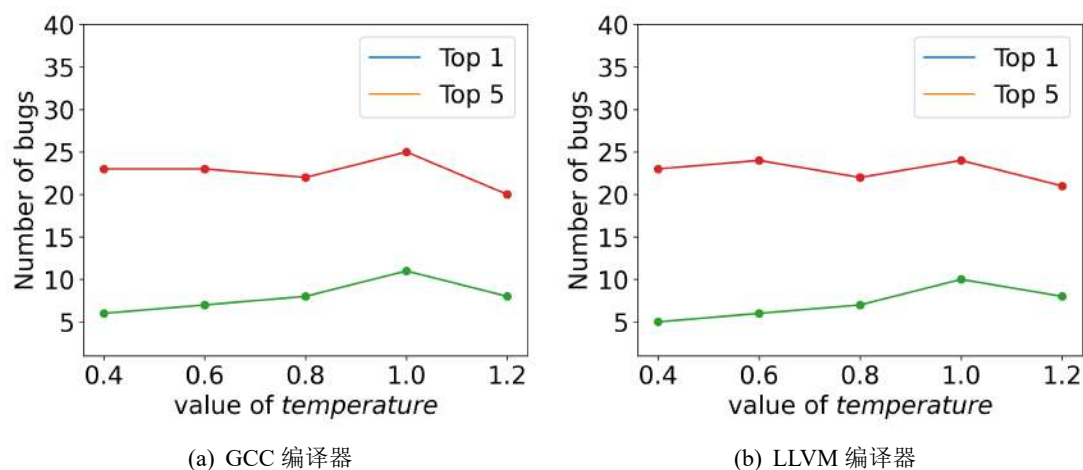 40
35
30
25
20
15
10
5
Number of bugs
Top 1
Top 5
0.4 0.6 0.8 1.0 1.2
value of temperature
(a) GCC 编译器
40
35
30
25
20
15
10
5
Number of bugs
Top 1
Top 5
0.4 0.6 0.8 1.0 1.2
value of temperature
(b) LLVM 编译器